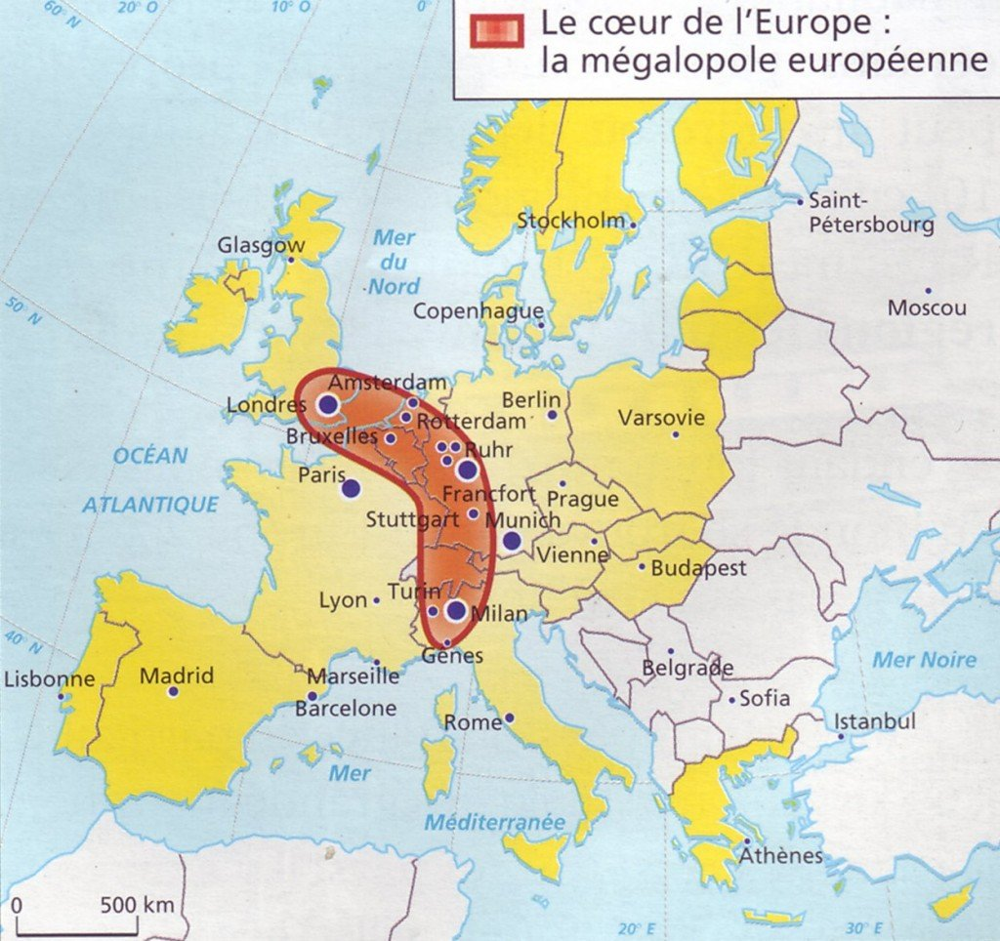 60° N
20° O
10° O
0°
Le cœur de l'Europe :
la mégalopole européenne
Saint-
Pétersbourg
Stockholm
Glasgow
Mer
du
Nord
50° N
Moscou
Copenhague
Amsterdam
Londres
Berlin
Rotterdam
Varsovie
Bruxelles
OCÉAN
Ruhr
Paris
ATLANTIQUE
Francfort
Prague
Stuttgart
Munich
Vienne
Budapest
Turin
Lyon
Milan
40° N
Gênes
Mer Noire
Belgrade
Lisbonne
Madrid
Marseille
Barcelone
Sofia
Rome
Istanbul
Mer
Méditerranée
Athènes
0
500 km
20° E
30° E